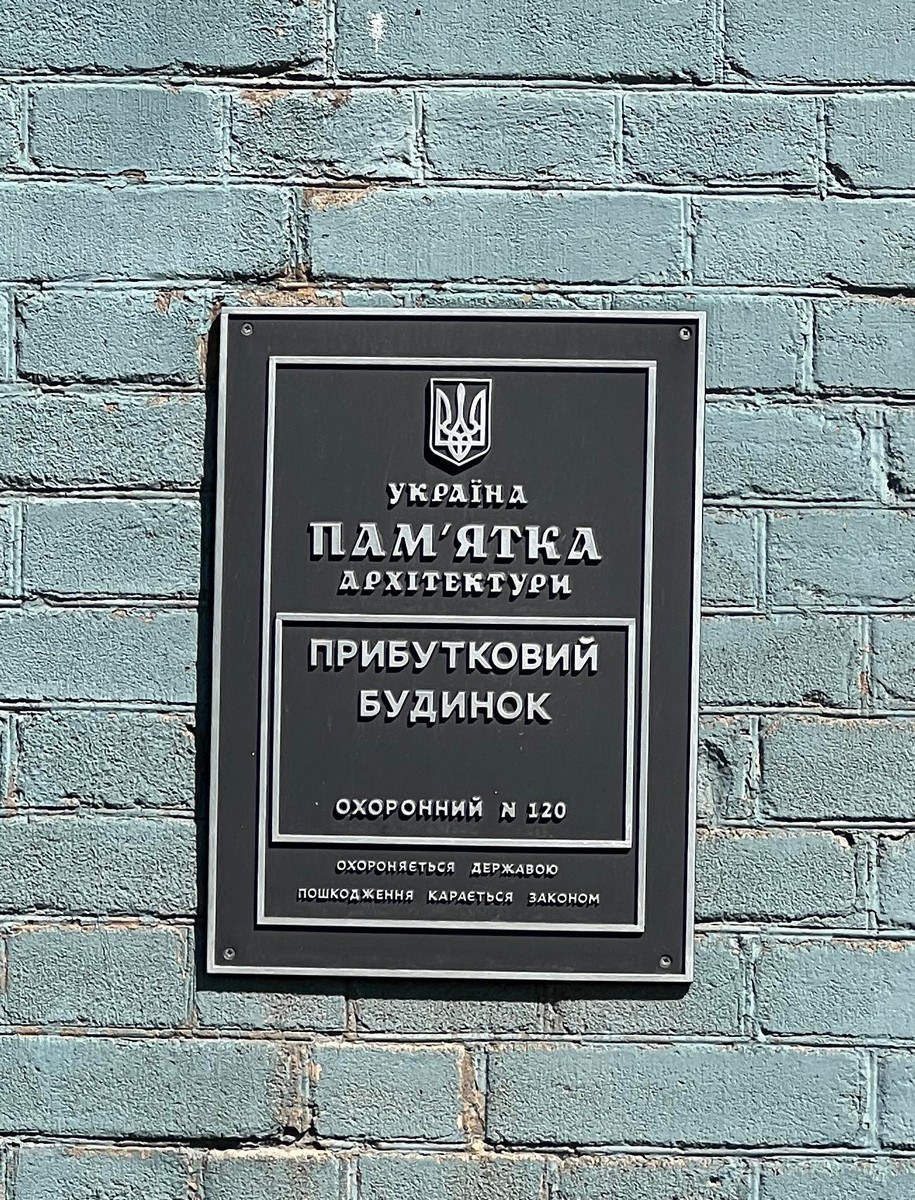 УКРАЇНА
ПАМ'ЯТКА
АРХІТЕКТУРИ
ПРИБУТКОВИЙ
БУДИНОК
ОХОРОННИЙ N 120
ОХОРОНЯЄТЬСЯ ДЕРЖАВОЮ
ПОШКОДЖЕННЯ КАРАЄТЬСЯ ЗАКОНОМ